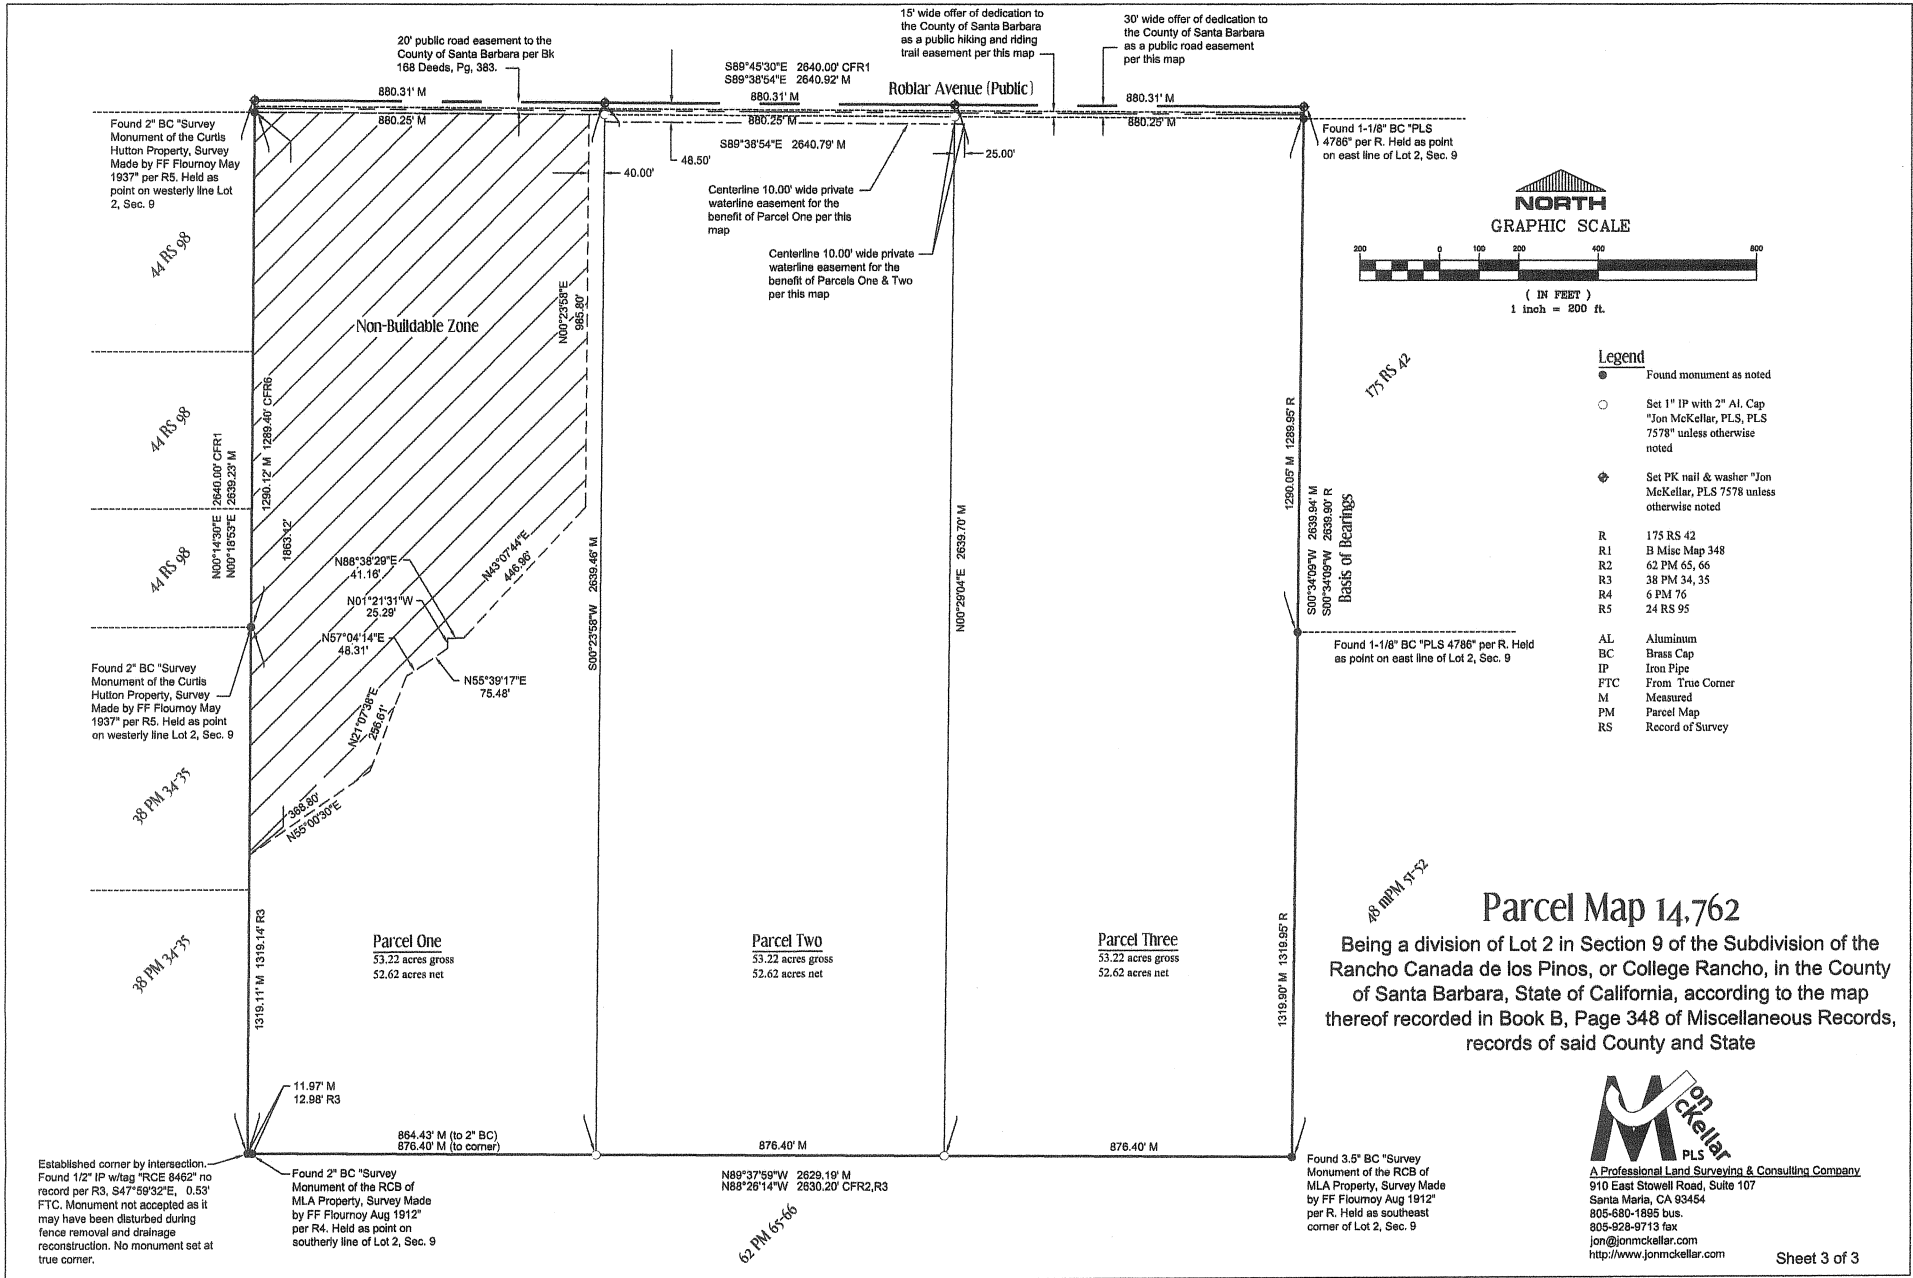 20' public road easement to the
County of Santa Barbara per Bk
168 Deeds, Pg, 383.
15' wide offer of dedication to
the County of Santa Barbara
as a public hiking and riding
trail easement per this map
30' wide offer of dedication to
the County of Santa Barbara
as a public road easement
per this map
S89°45'30"E 2640.00' CFR1
S89°38'54"E 2640.92' M
Roblar Avenue (Public)
880.31' M
880.31' M
880.31' M
880.25' M
880.25' M
880.25' M
S89°38'54"E 2640.79' M
48.50'
40.00'
25.00'
Found 2" BC "Survey
Monument of the Curtis
Hutton Property, Survey
Made by FF Flournoy May
1937" per R5. Held as
point on westerly line Lot
2, Sec. 9
Found 1-1/8" BC "PLS
4786" per R. Held as point
on east line of Lot 2, Sec. 9
Centerline 10.00' wide private
waterline easement for the
benefit of Parcel One per this
map
Centerline 10.00' wide private
waterline easement for the
benefit of Parcels One & Two
per this map
NORTH
GRAPHIC SCALE
200 0 100 200 400 800
( IN FEET )
1 inch = 200 ft.
44 RS 98
44 RS 98
44 RS 98
38 PM 34-35
38 PM 34-35
175 RS 42
48 mPM 51-52
62 PM 65-66
Non-Buildable Zone
N00°23'58"E
985.80'
N00°14'30"E 2640.00' CFR1
N00°18'53"E 2639.23' M
1290.12' M 1289.40' CFR6
1863.12'
N88°38'29"E
41.16'
N01°21'31"W
25.29'
N57°04'14"E
48.31'
N43°07'44"E
446.96'
N55°39'17"E
75.48'
N21°07'38"E
256.61'
368.80'
N55°00'30"E
S00°23'58"W 2639.46' M
N00°29'04"E 2639.70' M
1290.05' M 1289.95' R
S00°34'09"W 2639.94' M
S00°34'09"W 2639.90' R
Basis of Bearings
Found 2" BC "Survey
Monument of the Curtis
Hutton Property, Survey
Made by FF Flournoy May
1937" per R5. Held as point
on westerly line Lot 2, Sec. 9
Found 1-1/8" BC "PLS 4786" per R. Held
as point on east line of Lot 2, Sec. 9
Legend
Found monument as noted
Set 1" IP with 2" Al. Cap
"Jon McKellar, PLS, PLS
7578" unless otherwise
noted
Set PK nail & washer "Jon
McKellar, PLS 7578 unless
otherwise noted
R 175 RS 42
R1 B Misc Map 348
R2 62 PM 65, 66
R3 38 PM 34, 35
R4 6 PM 76
R5 24 RS 95
AL Aluminum
BC Brass Cap
IP Iron Pipe
FTC From True Corner
M Measured
PM Parcel Map
RS Record of Survey
1319.11' M 1319.14' R3
1319.90' M 1319.95' R
Parcel One
53.22 acres gross
52.62 acres net
Parcel Two
53.22 acres gross
52.62 acres net
Parcel Three
53.22 acres gross
52.62 acres net
11.97' M
12.98' R3
864.43' M (to 2" BC)
876.40' M (to corner)
876.40' M
876.40' M
N89°37'59"W 2629.19' M
N88°26'14"W 2630.20' CFR2,R3
Established corner by intersection.
Found 1/2" IP w/tag "RCE 8462" no
record per R3, S47°59'32"E, 0.53'
FTC. Monument not accepted as it
may have been disturbed during
fence removal and drainage
reconstruction. No monument set at
true corner.
Found 2" BC "Survey
Monument of the RCB of
MLA Property, Survey Made
by FF Flournoy Aug 1912"
per R4. Held as point on
southerly line of Lot 2, Sec. 9
Found 3.5" BC "Survey
Monument of the RCB of
MLA Property, Survey Made
by FF Flournoy Aug 1912"
per R. Held as southeast
corner of Lot 2, Sec. 9
Parcel Map 14,762
Being a division of Lot 2 in Section 9 of the Subdivision of the
Rancho Canada de los Pinos, or College Rancho, in the County
of Santa Barbara, State of California, according to the map
thereof recorded in Book B, Page 348 of Miscellaneous Records,
records of said County and State
Jon
McKellar
PLS
A Professional Land Surveying & Consulting Company
910 East Stowell Road, Suite 107
Santa Maria, CA 93454
805-680-1895 bus.
805-928-9713 fax
jon@jonmckellar.com
http://www.jonmckellar.com
Sheet 3 of 3